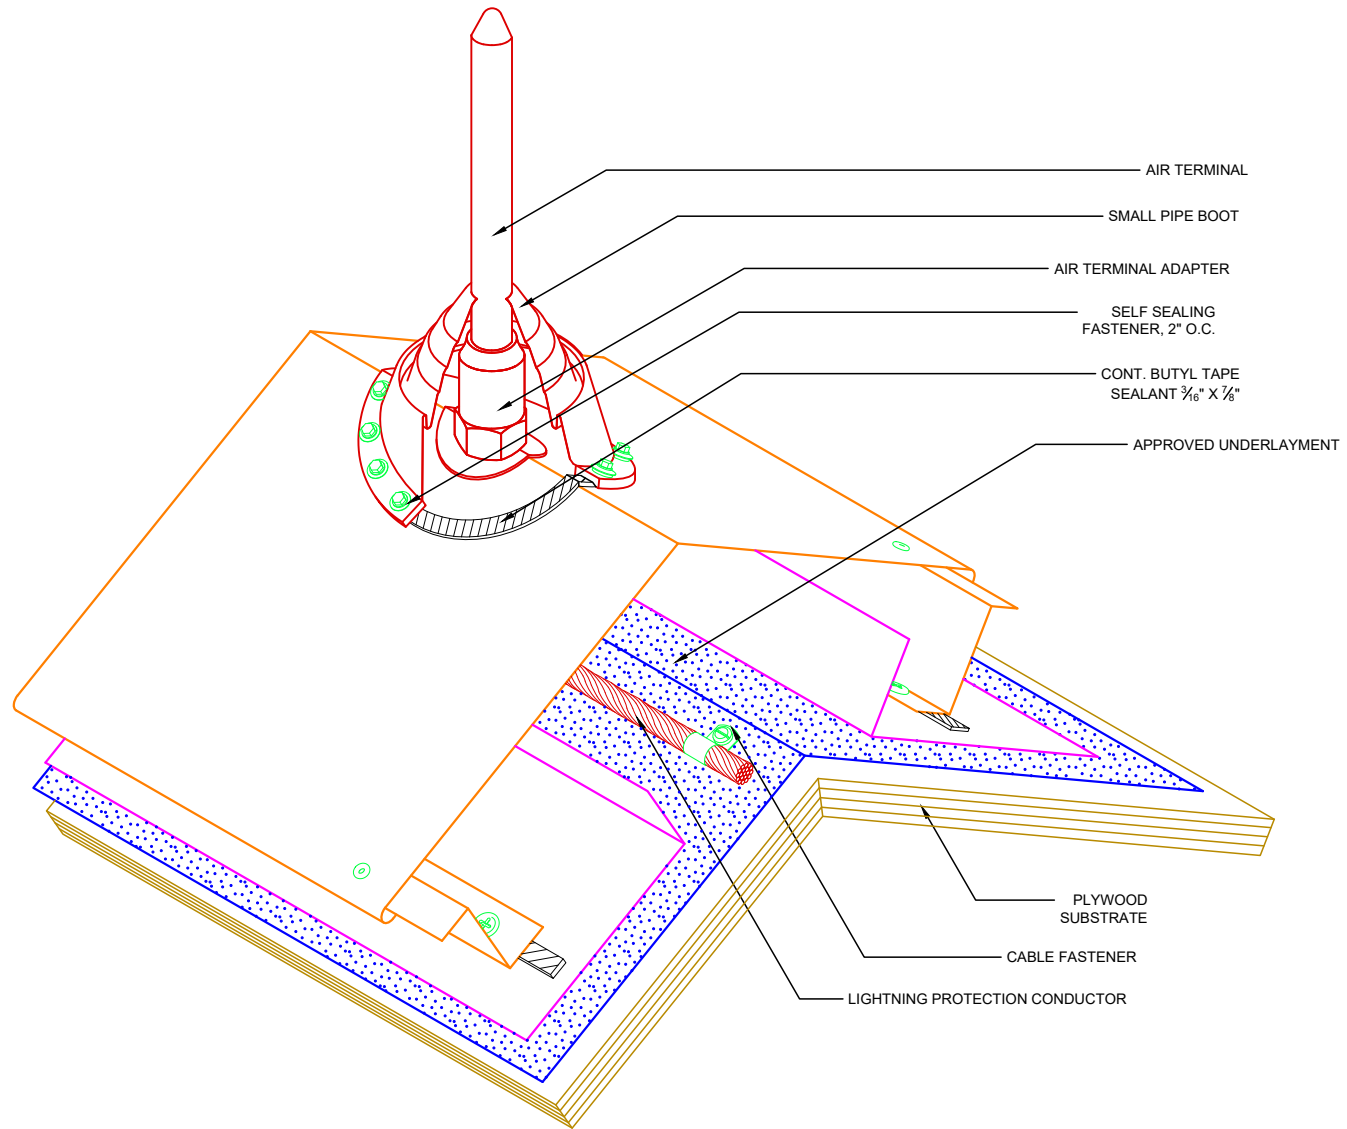 AIR TERMINAL
SMALL PIPE BOOT
AIR TERMINAL ADAPTER
SELF SEALING
FASTENER, 2" O.C.
CONT. BUTYL TAPE
SEALANT 3⁄16" X 7⁄8"
APPROVED UNDERLAYMENT
PLYWOOD
SUBSTRATE
CABLE FASTENER
LIGHTNING PROTECTION CONDUCTOR